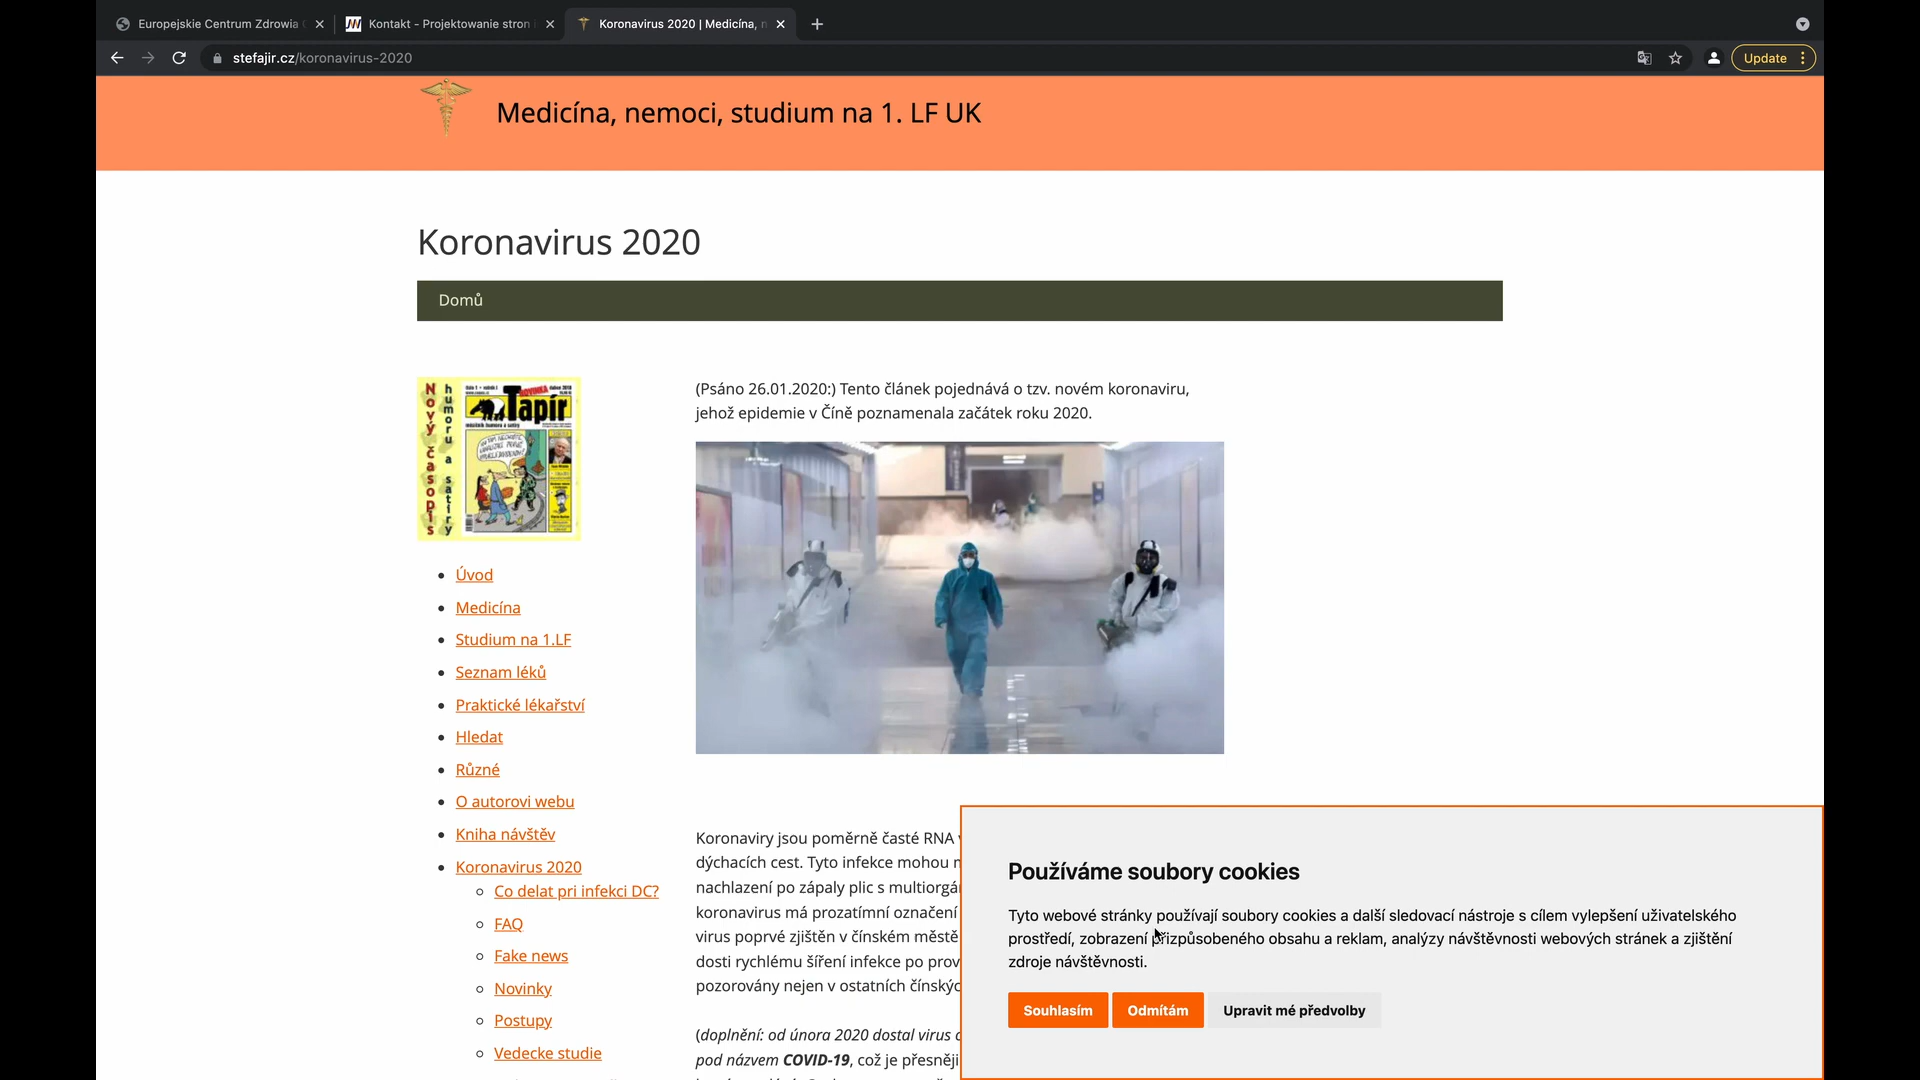 Europejskie Centrum Zdrowia
Kontakt - Projektowanie stron
Koronavirus 2020 | Medicína,
stefajir.cz/koronavirus-2020
Update
Medicína, nemoci, studium na 1. LF UK
Koronavirus 2020
Domů
Nový časopis
humoru a satiry
NOVINKA
Tapír
měsíčník humoru a satiry
Úvod
Medicína
Studium na 1.LF
Seznam léků
Praktické lékařství
Hledat
Různé
O autorovi webu
Kniha návštěv
Koronavirus 2020
Co delat pri infekci DC?
FAQ
Fake news
Novinky
Postupy
Vedecke studie
(Psáno 26.01.2020:) Tento článek pojednává o tzv. novém koronaviru,
jehož epidemie v Číně poznamenala začátek roku 2020.
Koronaviry jsou poměrně časté RNA
dýchacích cest. Tyto infekce mohou
nachlazení po zápaly plic s multiorgá
koronavirus má prozatímní označení
virus poprvé zjištěn v čínském městě
dosti rychlému šíření infekce po prov
pozorovány nejen v ostatních čínskýc
(doplnění: od února 2020 dostal virus
pod názvem COVID-19, což je přesněji
Používáme soubory cookies
Tyto webové stránky používají soubory cookies a další sledovací nástroje s cílem vylepšení uživatelského
prostředí, zobrazení přizpůsobeného obsahu a reklam, analýzy návštěvnosti webových stránek a zjištění
zdroje návštěvnosti.
Souhlasím
Odmítám
Upravit mé předvolby